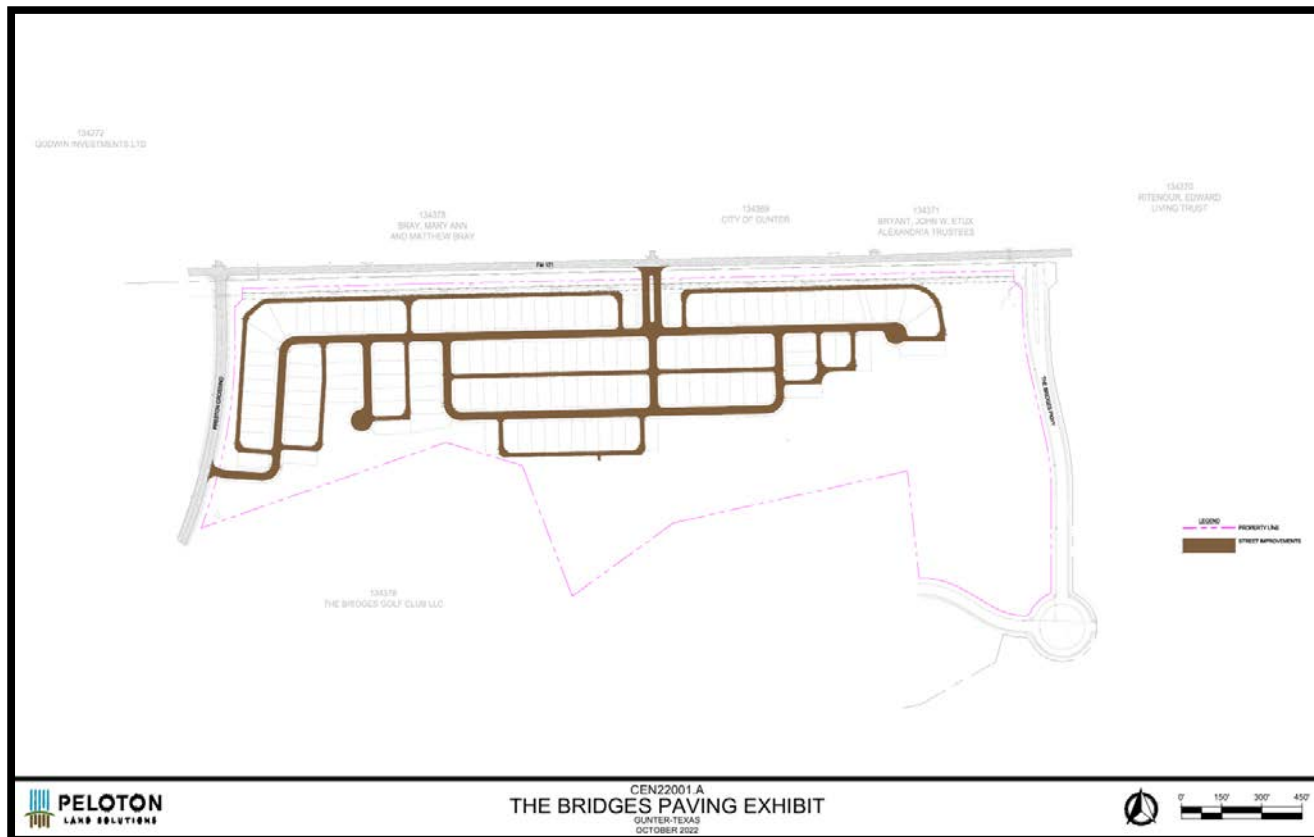 134272
GODWIN INVESTMENTS LTD
134375
BRAY, MARY ANN
AND MATTHEW BRAY
134369
CITY OF GUNTER
134371
BRYANT, JOHN W. ETUX
ALEXANDRIA TRUSTEES
134370
RITENOUR, EDWARD
LIVING TRUST
FM 121
PRESTON CROSSING
THE BRIDGES PKWY
LEGEND
PROPERTY LINE
STREET IMPROVEMENTS
134379
THE BRIDGES GOLF CLUB LLC
PELOTON
LAND SOLUTIONS
CEN22001.A
THE BRIDGES PAVING EXHIBIT
GUNTER-TEXAS
OCTOBER 2022
0' 150' 300' 450'